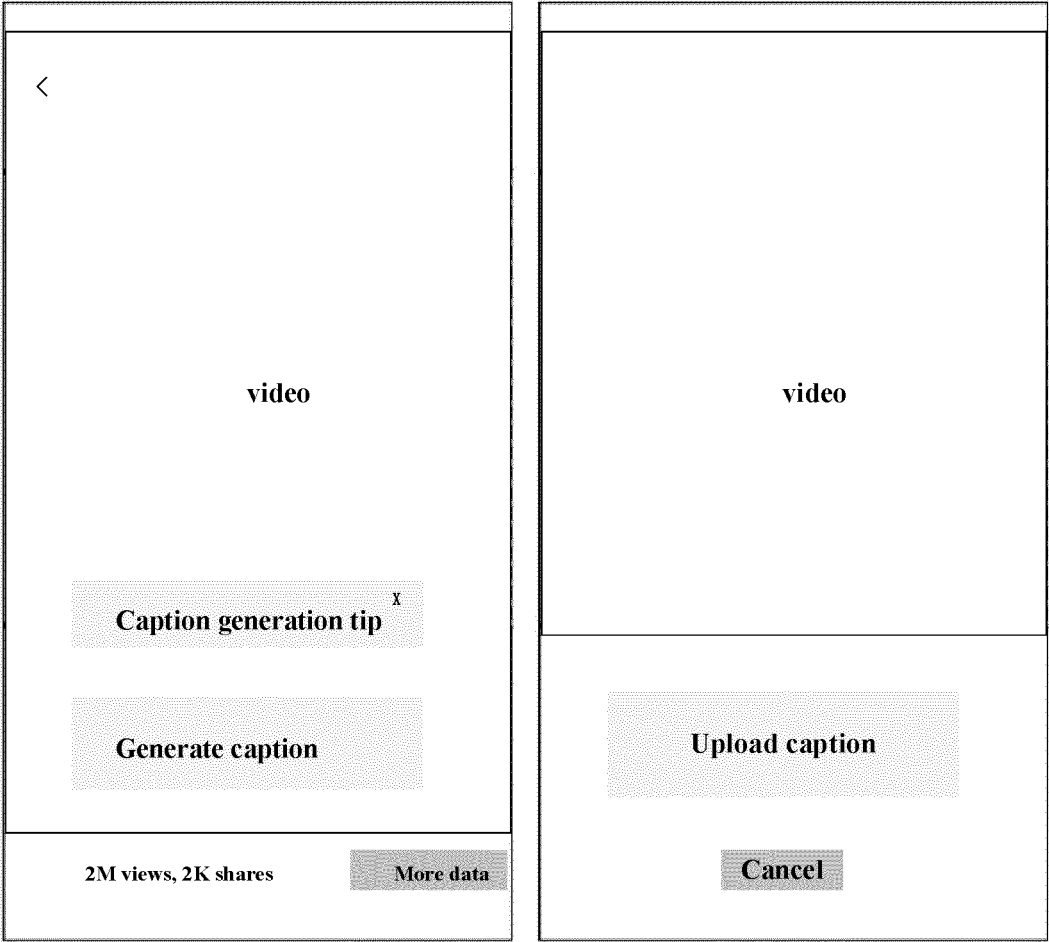 <
video
X
Caption generation tip
Generate caption
2M views, 2K shares
More data
video
Upload caption
Cancel